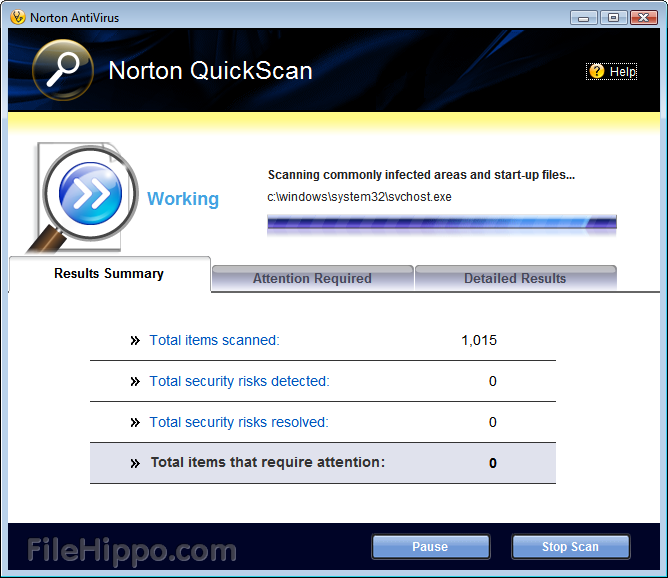 Norton AntiVirus
Norton QuickScan
? Help
Working
Scanning commonly infected areas and start-up files...
c:\windows\system32\svchost.exe
Results Summary
Attention Required
Detailed Results
Total items scanned: 1,015
Total security risks detected: 0
Total security risks resolved: 0
Total items that require attention: 0
FileHippo.com
Pause
Stop Scan